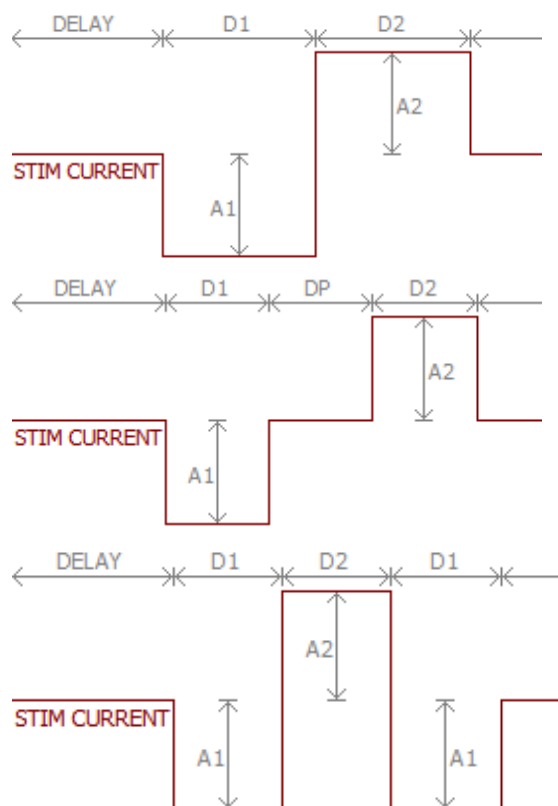 DELAY D1 D2
A2
STIM CURRENT
A1
DELAY D1 DP D2
A2
STIM CURRENT
A1
DELAY D1 D2 D1
A2
STIM CURRENT
A1 A1